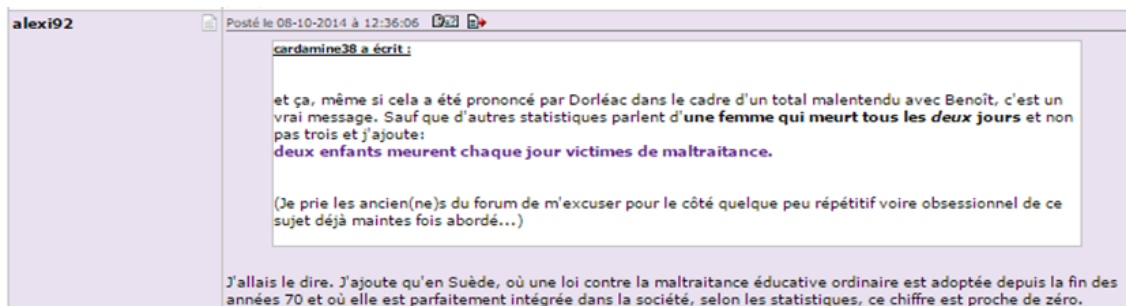 alexi92
Posté le 08-10-2014 à 12:36:06
cardamine38 a écrit :
et ça, même si cela a été prononcé par Dorléac dans le cadre d'un total malentendu avec Benoît, c'est un
vrai message. Sauf que d'autres statistiques parlent d'une femme qui meurt tous les deux jours et non
pas trois et j'ajoute:
deux enfants meurent chaque jour victimes de maltraitance.
(Je prie les ancien(ne)s du forum de m'excuser pour le côté quelque peu répétitif voire obsessionnel de ce
sujet déjà maintes fois abordé...)
J'allais le dire. J'ajoute qu'en Suède, où une loi contre la maltraitance éducative ordinaire est adoptée depuis la fin des
années 70 et où elle est parfaitement intégrée dans la société, selon les statistiques, ce chiffre est proche de zéro.